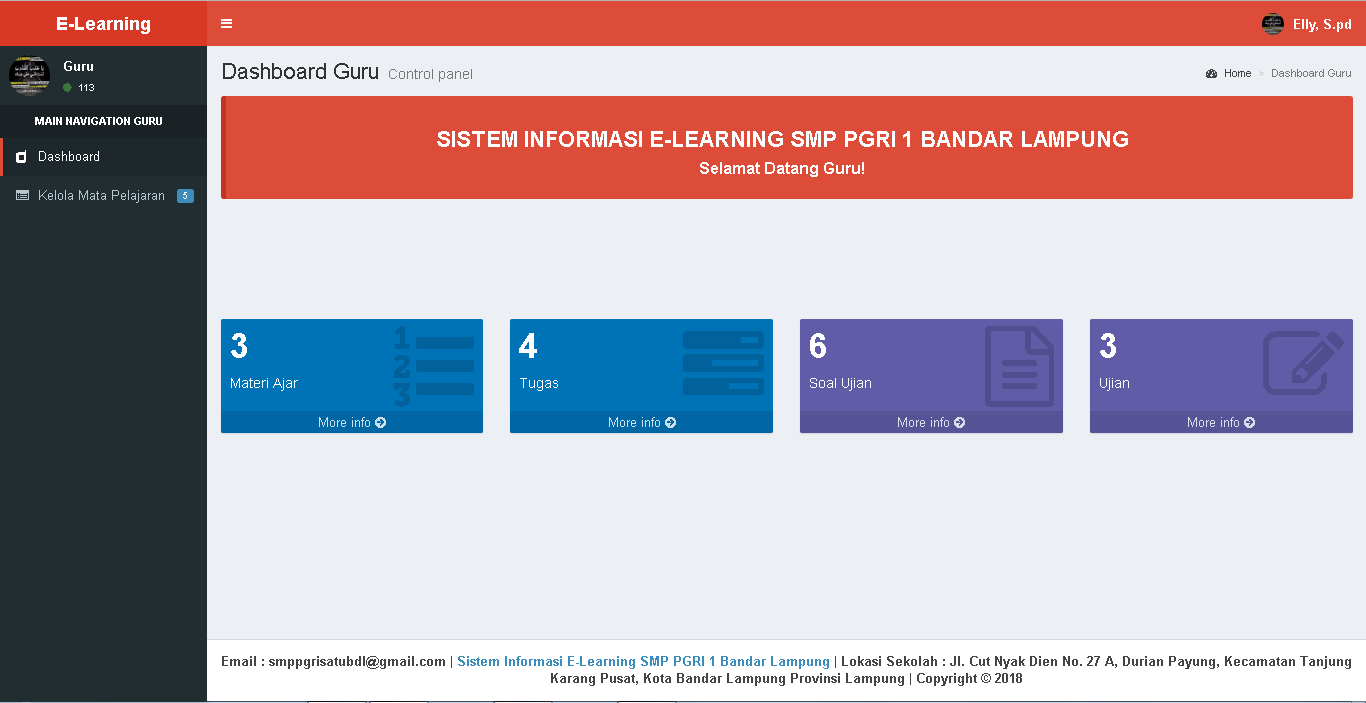 E-Learning
Elly, S.pd
Guru
113
MAIN NAVIGATION GURU
Dashboard
Kelola Mata Pelajaran 5
Dashboard Guru Control panel
Home > Dashboard Guru
SISTEM INFORMASI E-LEARNING SMP PGRI 1 BANDAR LAMPUNG
Selamat Datang Guru!
3
Materi Ajar
1
2
3
More info
4
Tugas
More info
6
Soal Ujian
More info
3
Ujian
More info
Email : smppgrisatubdl@gmail.com | Sistem Informasi E-Learning SMP PGRI 1 Bandar Lampung | Lokasi Sekolah : Jl. Cut Nyak Dien No. 27 A, Durian Payung, Kecamatan Tanjung
Karang Pusat, Kota Bandar Lampung Provinsi Lampung | Copyright © 2018